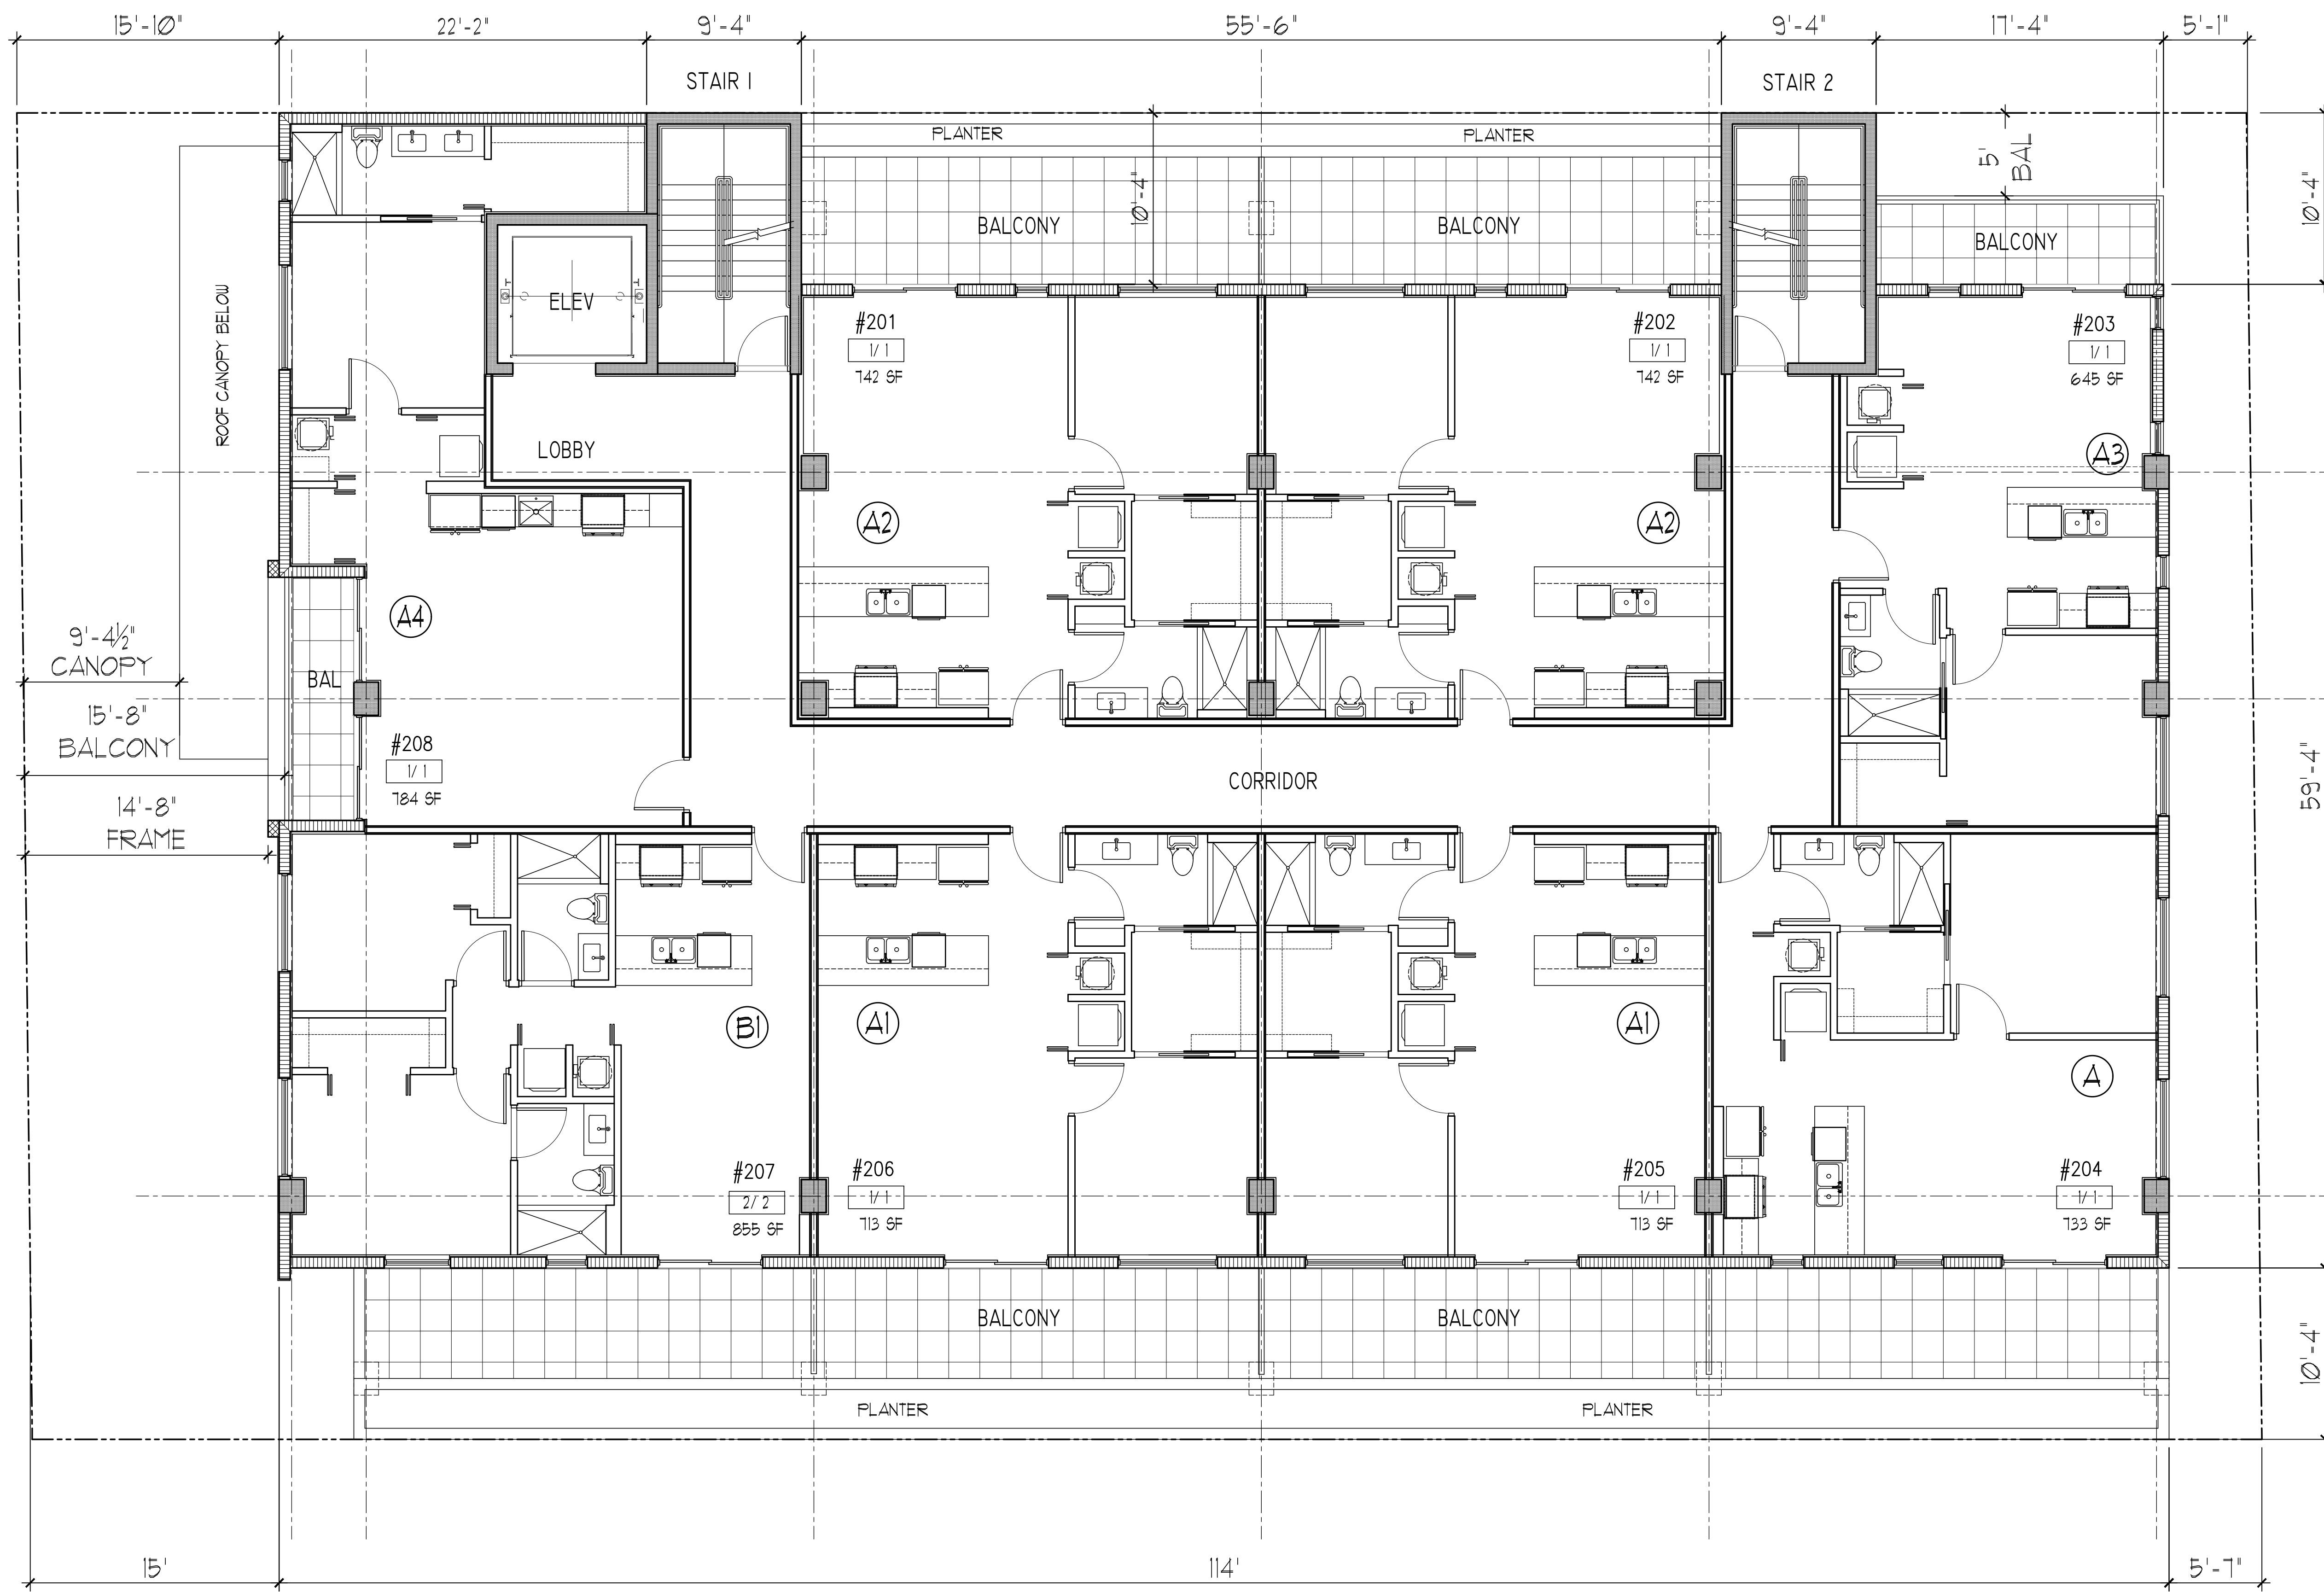 15'-10" 22'-2" 9'-4" 55'-6" 9'-4" 17'-4" 5'-1"
STAIR 1
STAIR 2
PLANTER
PLANTER
5'
BAL
10'-4"
10'-4"
BALCONY
BALCONY
BALCONY
ELEV
ROOF CANOPY BELOW
#201
1/1
742 SF
#202
1/1
742 SF
#203
1/1
645 SF
LOBBY
A3
A2
A2
A4
9'-4½"
CANOPY
BAL
15'-8"
BALCONY
#208
1/1
784 SF
14'-8"
FRAME
CORRIDOR
59'-4"
B1
A1
A1
A
#207
2/2
855 SF
#206
1/1
713 SF
#205
1/1
713 SF
#204
1/1
733 SF
BALCONY
BALCONY
10'-4"
PLANTER
PLANTER
15' 114' 5'-7"